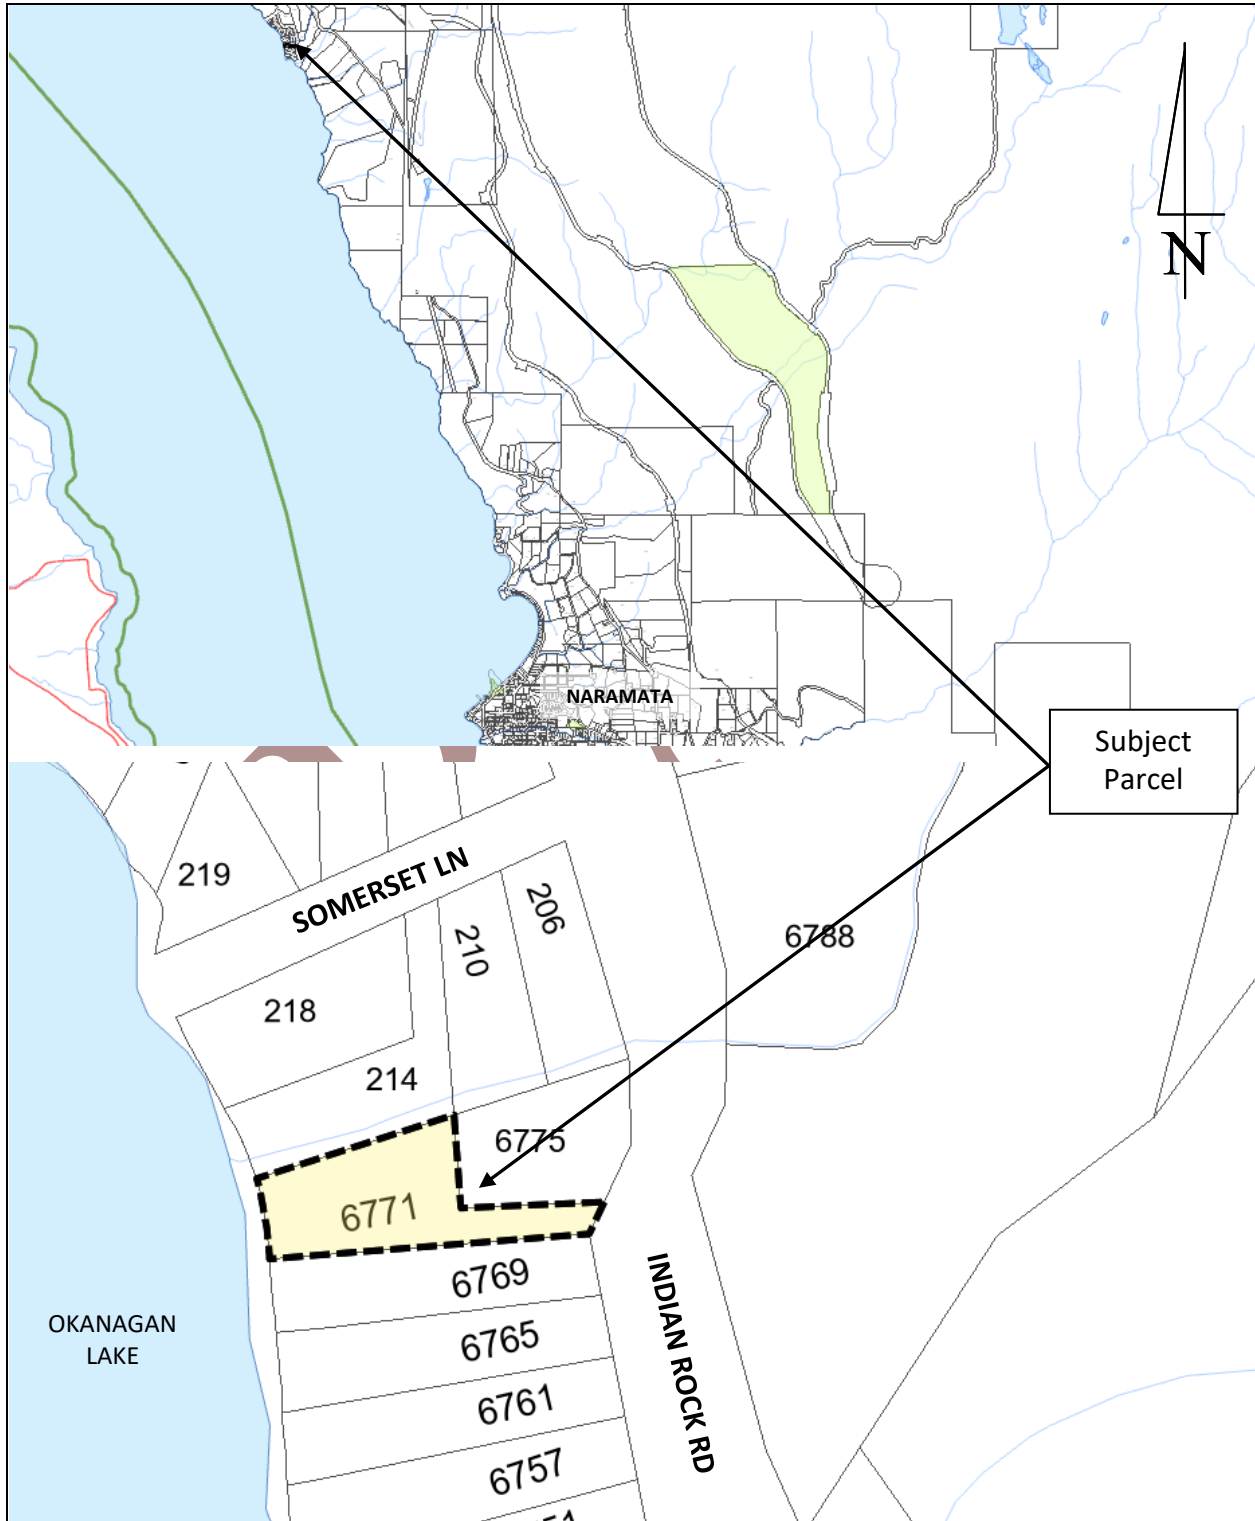 N
NARAMATA
Subject
Parcel
219
SOMERSET LN
206
210
6788
218
214
6775
6771
6769
INDIAN ROCK RD
OKANAGAN
LAKE
6765
6761
6757